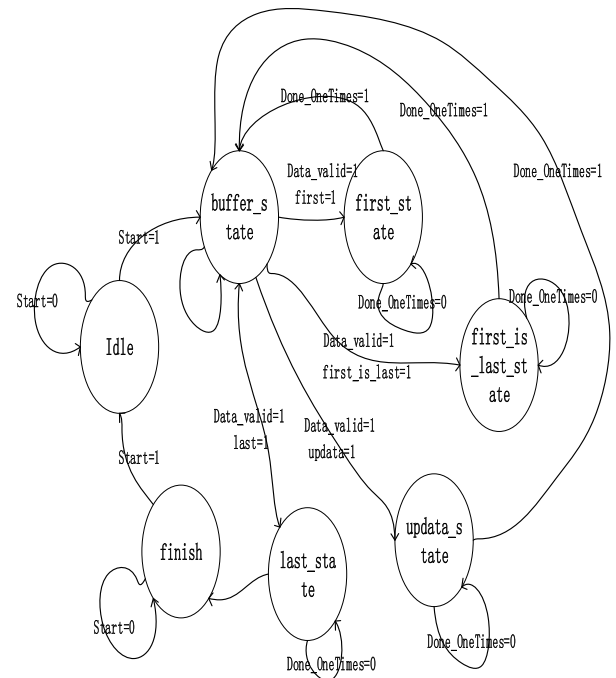 Done_OneTimes=1
Done_OneTimes=1
Done_OneTimes=1
Data_valid=1
first=1
buffer_s
tate
first_st
ate
Start=1
Start=0
Done_OneTimes=0
Done_OneTimes=0
Idle
Data_valid=1
first_is_last=1
first_is
_last_st
ate
Data_valid=1
last=1
Data_valid=1
updata=1
Start=1
finish
last_sta
te
updata_s
tate
Start=0
Done_OneTimes=0
Done_OneTimes=0